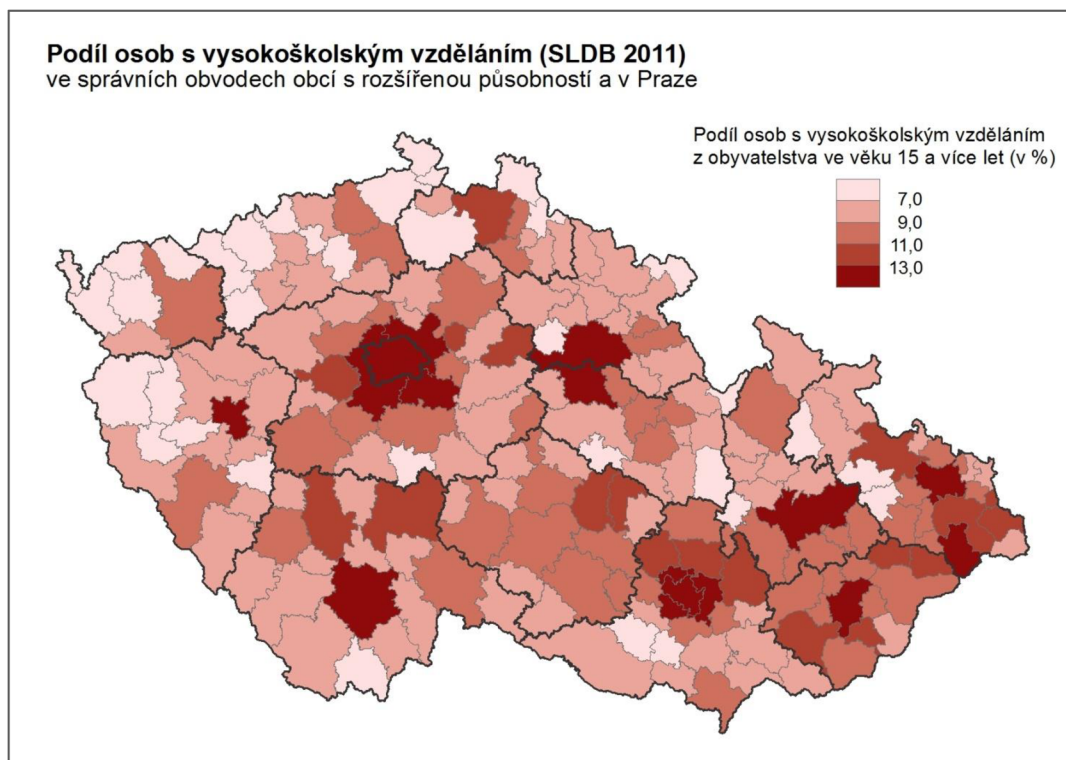 Podíl osob s vysokoškolským vzděláním (SLDB 2011)
ve správních obvodech obcí s rozšířenou působností a v Praze
Podíl osob s vysokoškolským vzděláním
z obyvatelstva ve věku 15 a více let (v %)
7,0
9,0
11,0
13,0